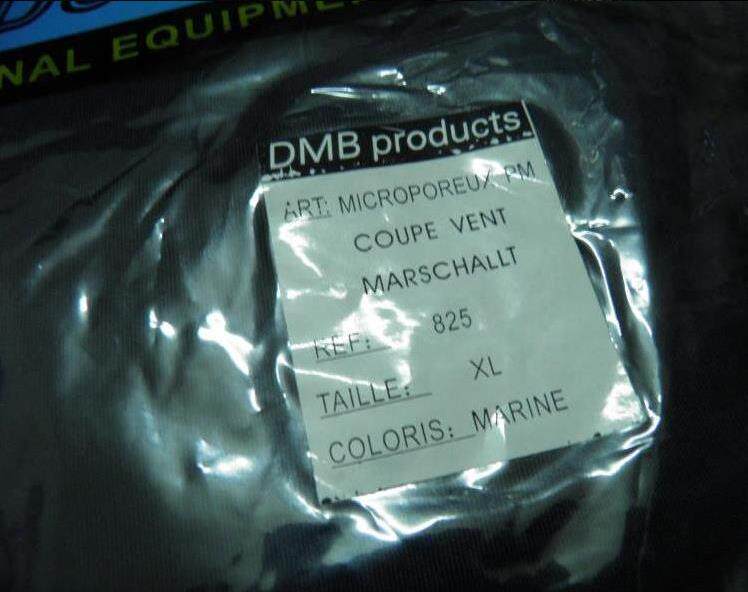 NAL EQUIPME
DMB products
ART: MICROPOREUX PM
COUPE VENT
MARSCHALLT
REF: 825
TAILLE: XL
COLORIS: MARINE